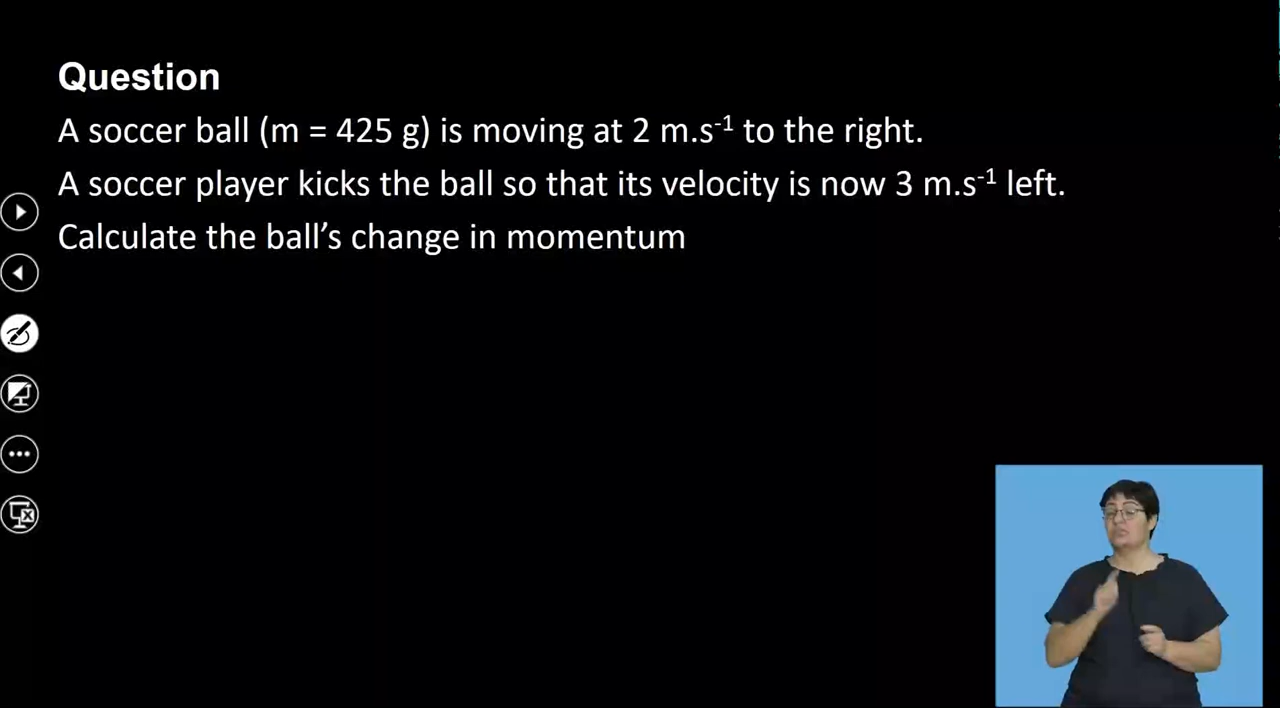 Question
A soccer ball (m = 425 g) is moving at 2 m.s⁻¹ to the right.
A soccer player kicks the ball so that its velocity is now 3 m.s⁻¹ left.
Calculate the ball’s change in momentum